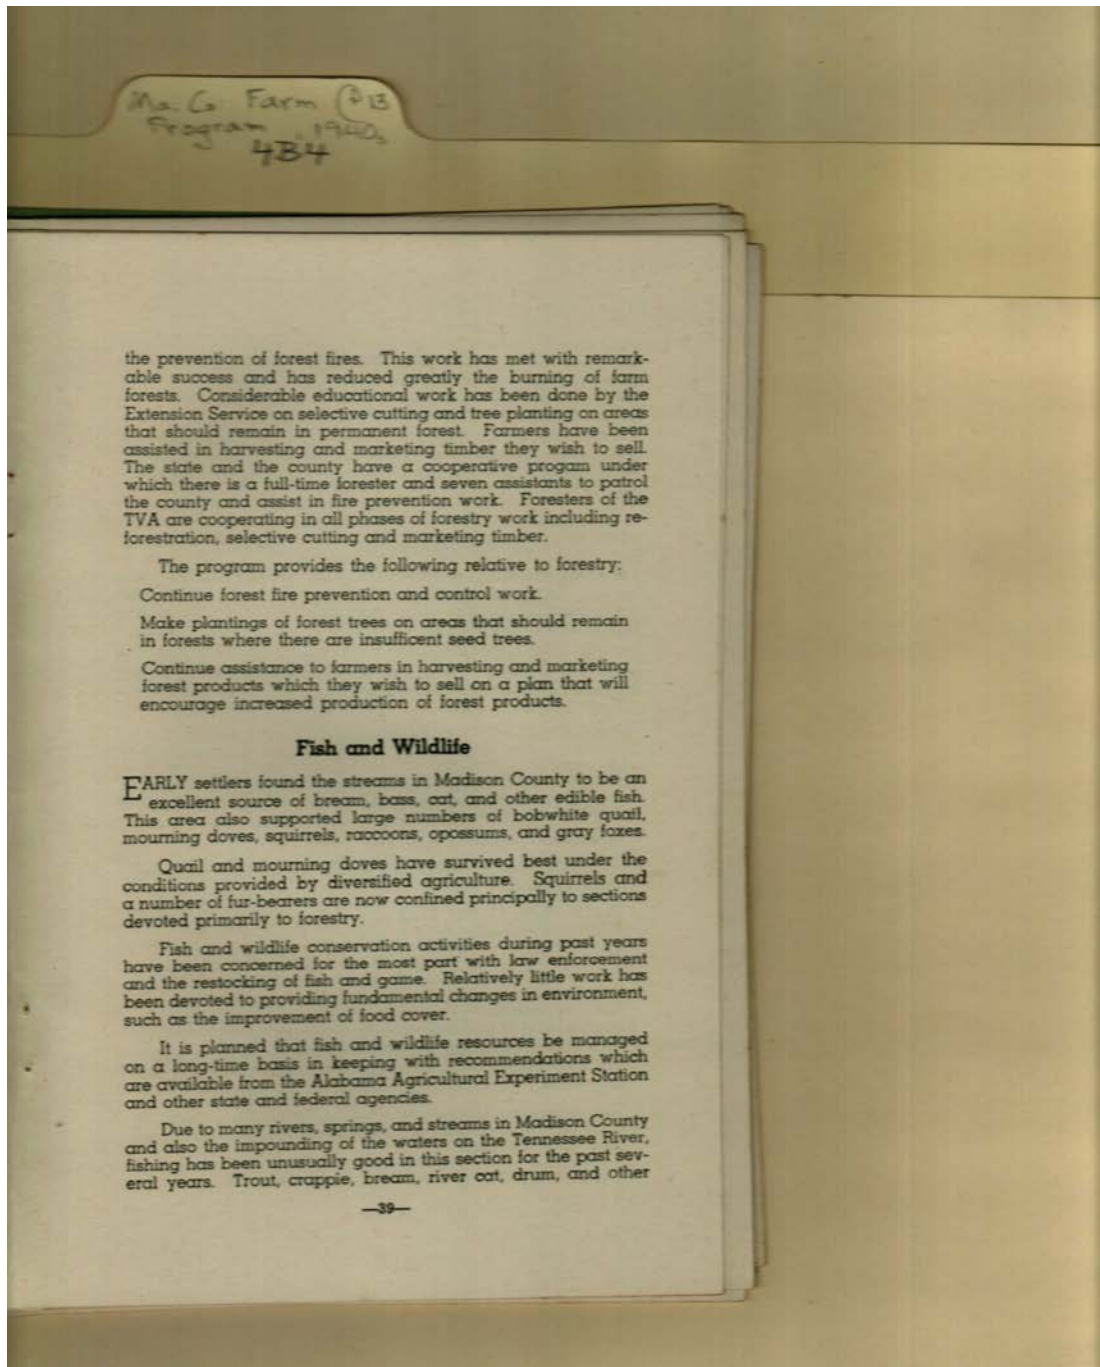 Ma. Co. Farm P 13
Program 1940s
4B4
the prevention of forest fires. This work has met with remark-
able success and has reduced greatly the burning of farm
forests. Considerable educational work has been done by the
Extension Service on selective cutting and tree planting on areas
that should remain in permanent forest. Farmers have been
assisted in harvesting and marketing timber they wish to sell.
The state and the county have a cooperative progam under
which there is a full-time forester and seven assistants to patrol
the county and assist in fire prevention work. Foresters of the
TVA are cooperating in all phases of forestry work including re-
forestration, selective cutting and marketing timber.
The program provides the following relative to forestry:
Continue forest fire prevention and control work.
Make plantings of forest trees on areas that should remain
in forests where there are insufficent seed trees.
Continue assistance to farmers in harvesting and marketing
forest products which they wish to sell on a plan that will
encourage increased production of forest products.
Fish and Wildlife
EARLY settlers found the streams in Madison County to be an
excellent source of bream, bass, cat, and other edible fish.
This area also supported large numbers of bobwhite quail,
mourning doves, squirrels, raccoons, opossums, and gray foxes.
Quail and mourning doves have survived best under the
conditions provided by diversified agriculture. Squirrels and
a number of fur-bearers are now confined principally to sections
devoted primarily to forestry.
Fish and wildlife conservation activities during past years
have been concerned for the most part with law enforcement
and the restocking of fish and game. Relatively little work has
been devoted to providing fundamental changes in environment,
such as the improvement of food cover.
It is planned that fish and wildlife resources be managed
on a long-time basis in keeping with recommendations which
are available from the Alabama Agricultural Experiment Station
and other state and federal agencies.
Due to many rivers, springs, and streams in Madison County
and also the impounding of the waters on the Tennessee River,
fishing has been unusually good in this section for the past sev-
eral years. Trout, crappie, bream, river cat, drum, and other
—39—